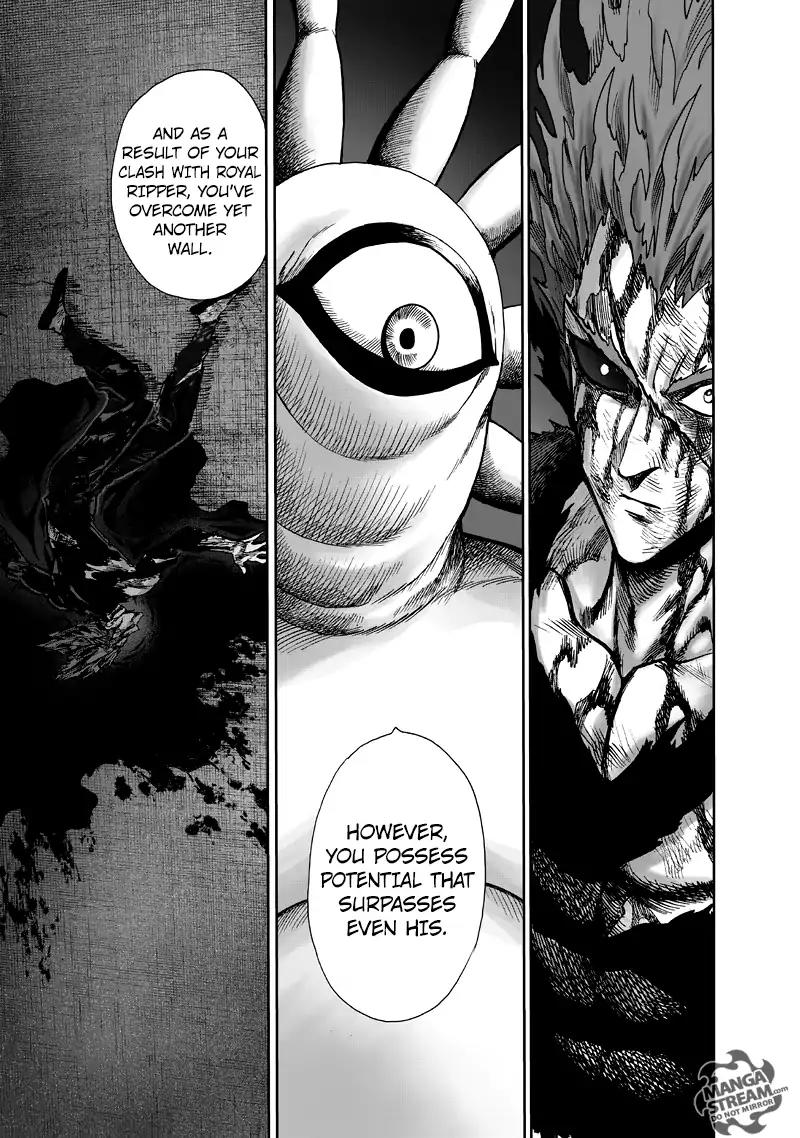 HOWEVER,
YOU POSSESS
POTENTIAL THAT
SURPASSES
EVEN HIS.
AND AS A
RESULT OF YOUR
CLASH WITH ROYAL
RIPPER, YOU'VE
OVERCOME YET
ANOTHER
WALL.
MANGA
STREAM.com
DO NOT MIRROR